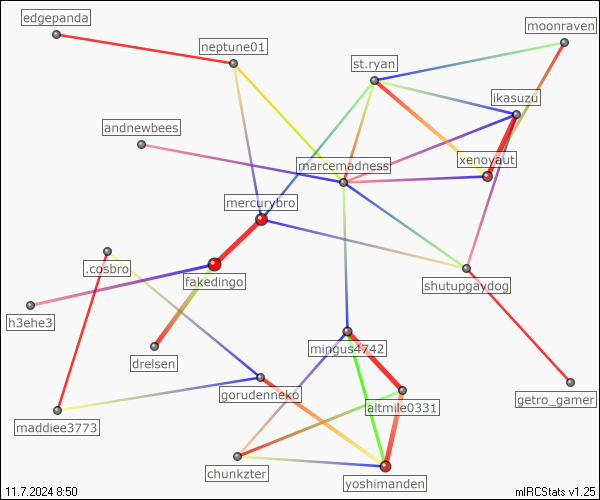 edgepanda
moonraven
neptune01
st.ryan
ikasuzu
andnewbees
xenoyaut
marcemadness
mercurybro
.cosbro
fakedingo
shutupgaydog
h3ehe3
mingus4742
drelsen
gorudenneko
getro_gamer
altmile0331
maddiee3773
chunkzter
yoshimanden
11.7.2024 8:50
mIRCStats v1.25